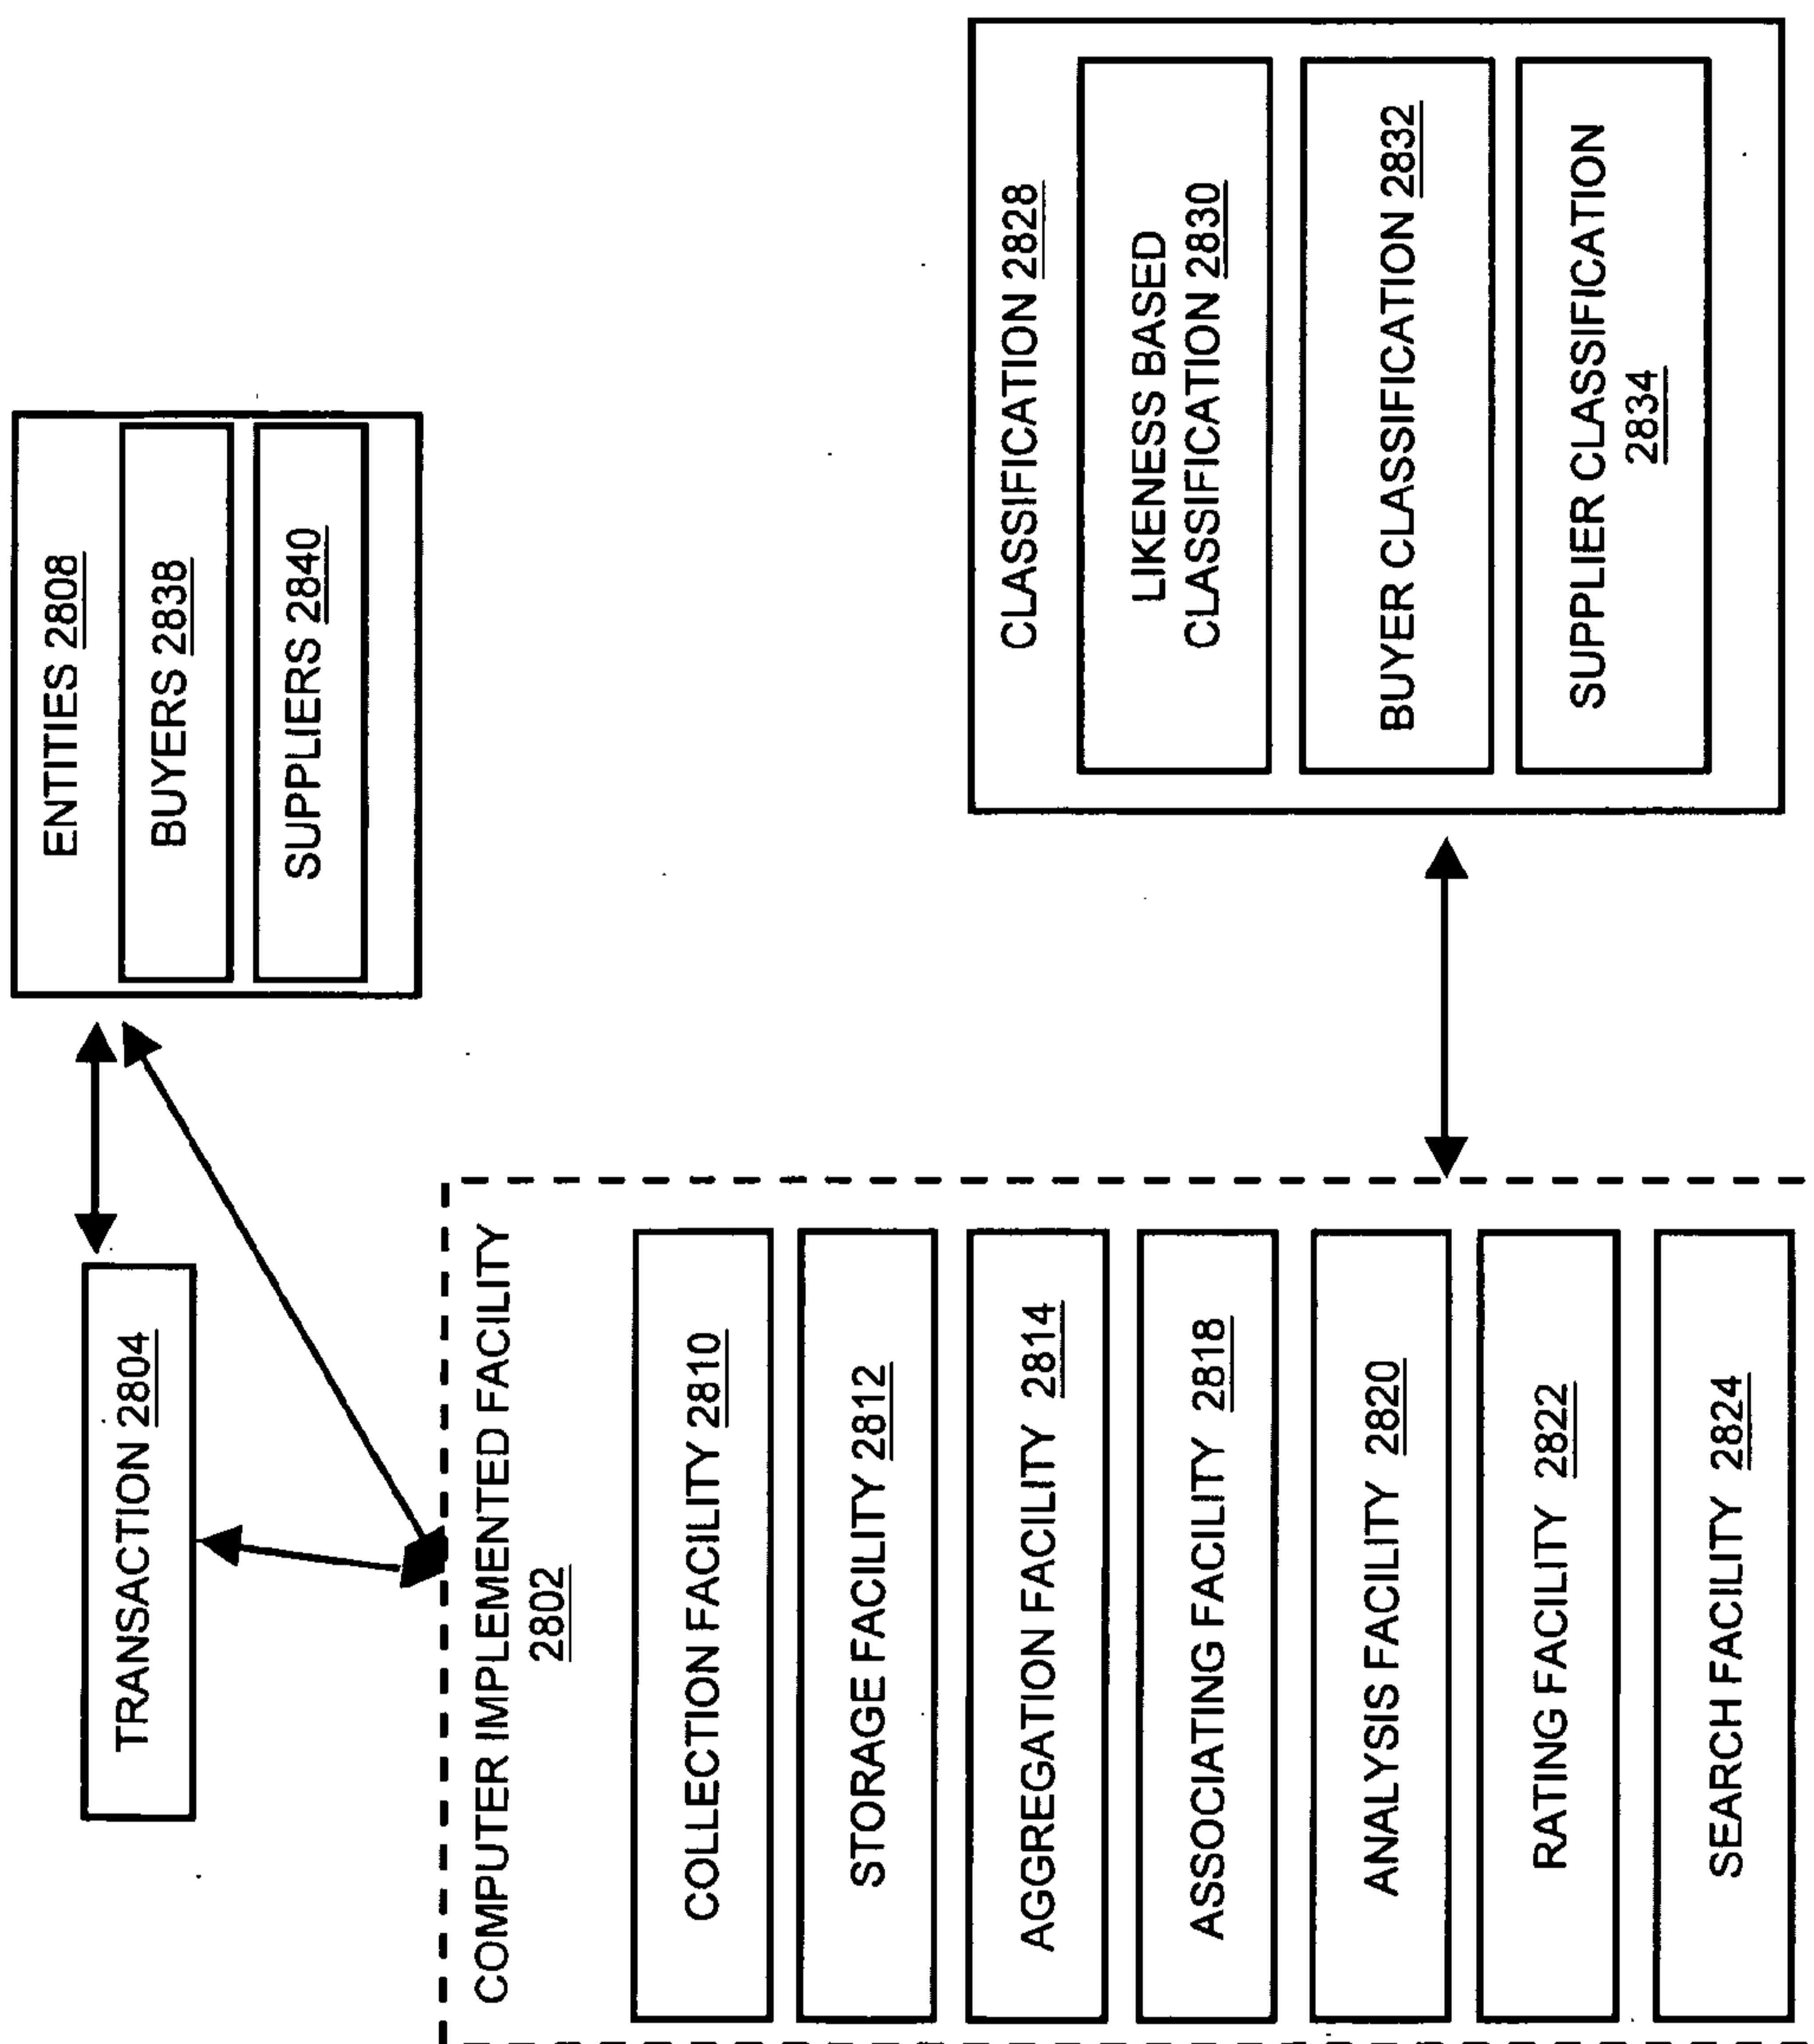 TRANSACTION 2804
ENTITIES 2808
BUYERS 2838
SUPPLIERS 2840
COMPUTER IMPLEMENTED FACILITY
2802
COLLECTION FACILITY 2810
STORAGE FACILITY 2812
AGGREGATION FACILITY 2814
ASSOCIATING FACILITY 2818
ANALYSIS FACILITY 2820
RATING FACILITY 2822
SEARCH FACILITY 2824
CLASSIFICATION 2828
LIKENESS BASED
CLASSIFICATION 2830
BUYER CLASSIFICATION 2832
SUPPLIER CLASSIFICATION
2834